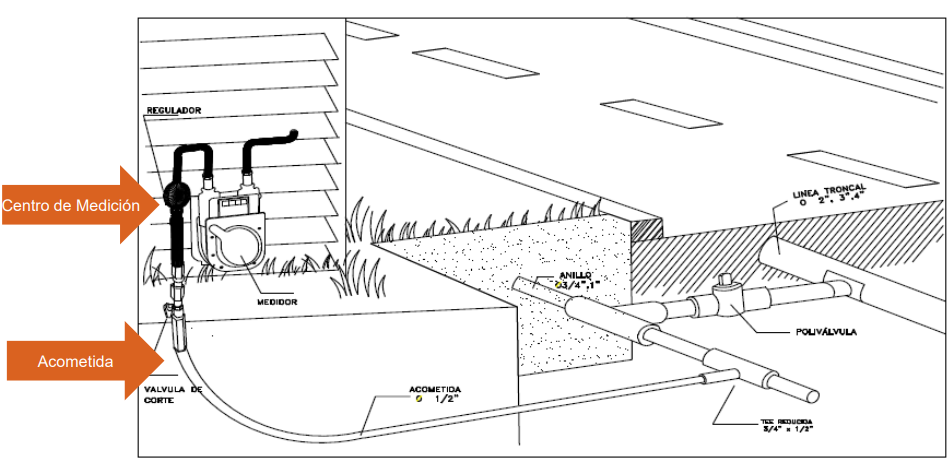 REGULADOR
Centro de Medición
MEDIDOR
Acometida
VALVULA DE
CORTE
ACOMETIDA
Ø 1/2"
ANILLO
Ø3/4",1"
LINEA TRONCAL
O 2", 3",4"
POLIVÁLVULA
TEE REDUCIDA
3/4" x 1/2"